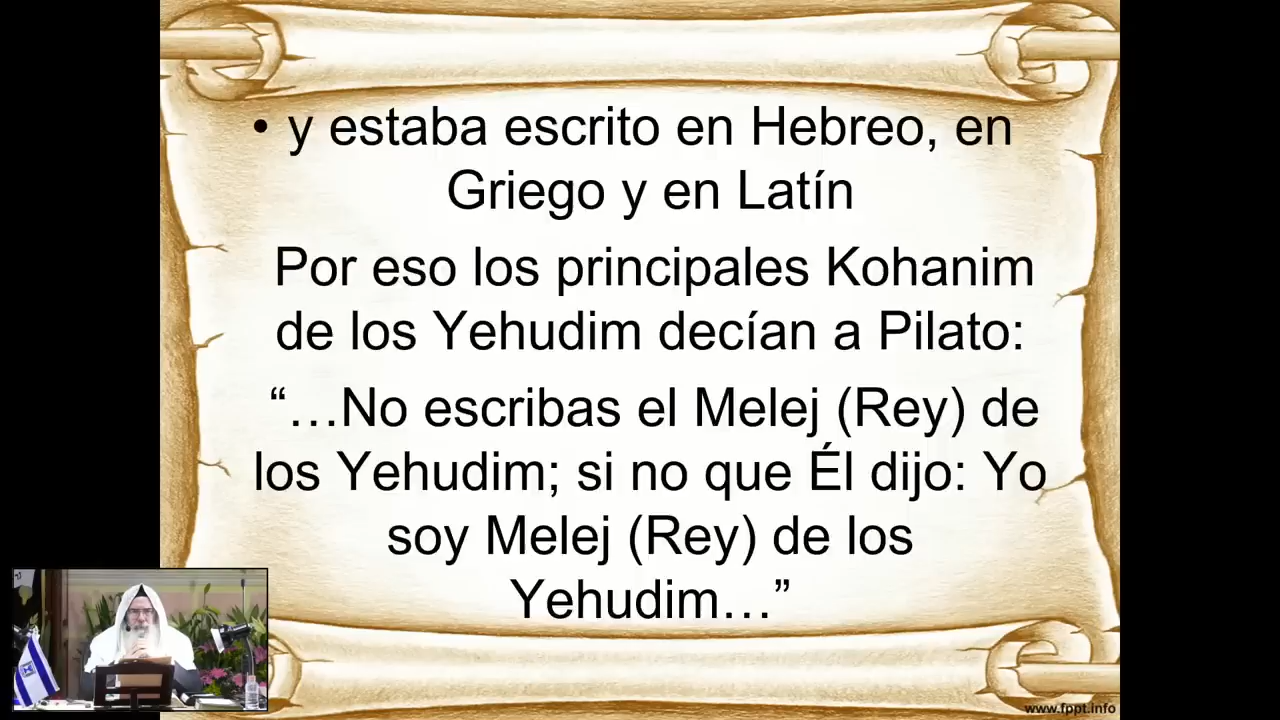 • y estaba escrito en Hebreo, en
Griego y en Latín
Por eso los principales Kohanim
de los Yehudim decían a Pilato:
“…No escribas el Melej (Rey) de
los Yehudim; si no que Él dijo: Yo
soy Melej (Rey) de los
Yehudim…”
www.fppt.info